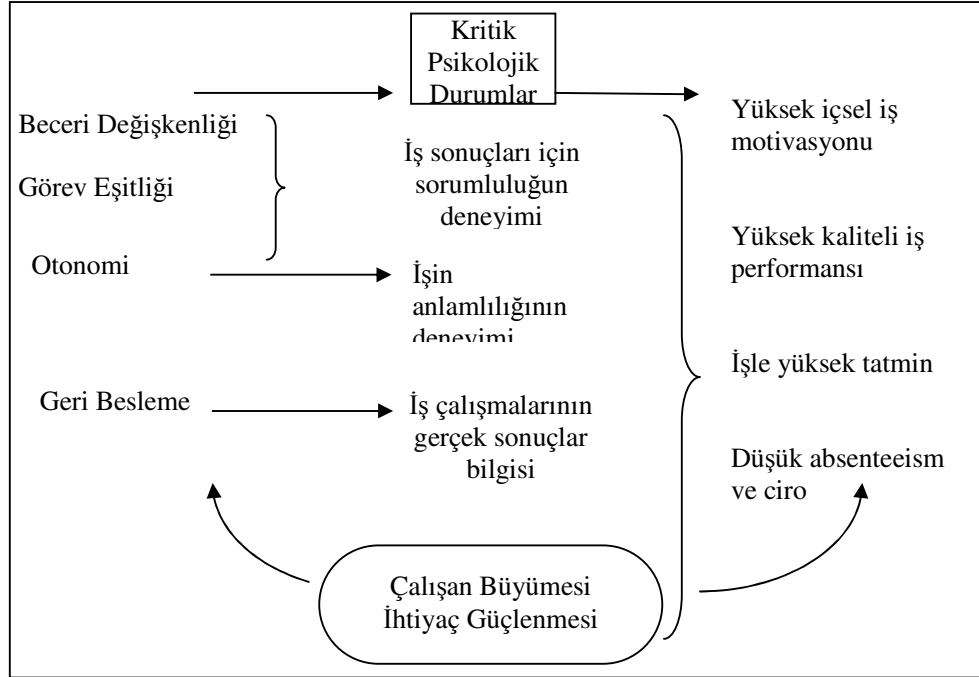 Kritik
Psikolojik
Durumlar
Beceri Değişkenliği
Görev Eşitliği
Otonomi
Geri Besleme
İş sonuçları için
sorumluluğun
deneyimi
İşin
anlamlılığının
deneyimi
İş çalışmalarının
gerçek sonuçlar
bilgisi
Yüksek içsel iş
motivasyonu
Yüksek kaliteli iş
performansı
İşle yüksek tatmin
Düşük absenteeism
ve ciro
Çalışan Büyümesi
İhtiyaç Güçlenmesi